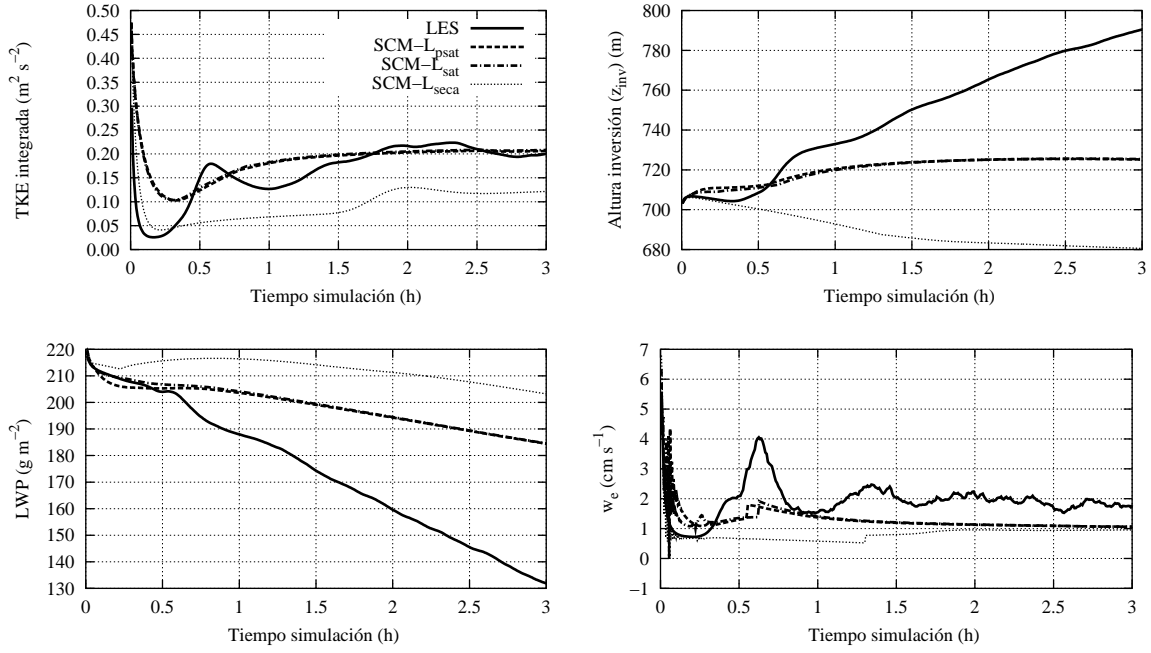 TKE integrada (m² s⁻²)
0.50
0.45
0.40
0.35
0.30
0.25
0.20
0.15
0.10
0.05
0.00
0 0.5 1 1.5 2 2.5 3
Tiempo simulación (h)
LES
SCM−Lpsat
SCM−Lsat
SCM−Lseca
Altura inversión (zinv) (m)
800
780
760
740
720
700
680
0 0.5 1 1.5 2 2.5 3
Tiempo simulación (h)
LWP (g m⁻²)
220
210
200
190
180
170
160
150
140
130
0 0.5 1 1.5 2 2.5 3
Tiempo simulación (h)
we (cm s⁻¹)
7
6
5
4
3
2
1
0
−1
0 0.5 1 1.5 2 2.5 3
Tiempo simulación (h)